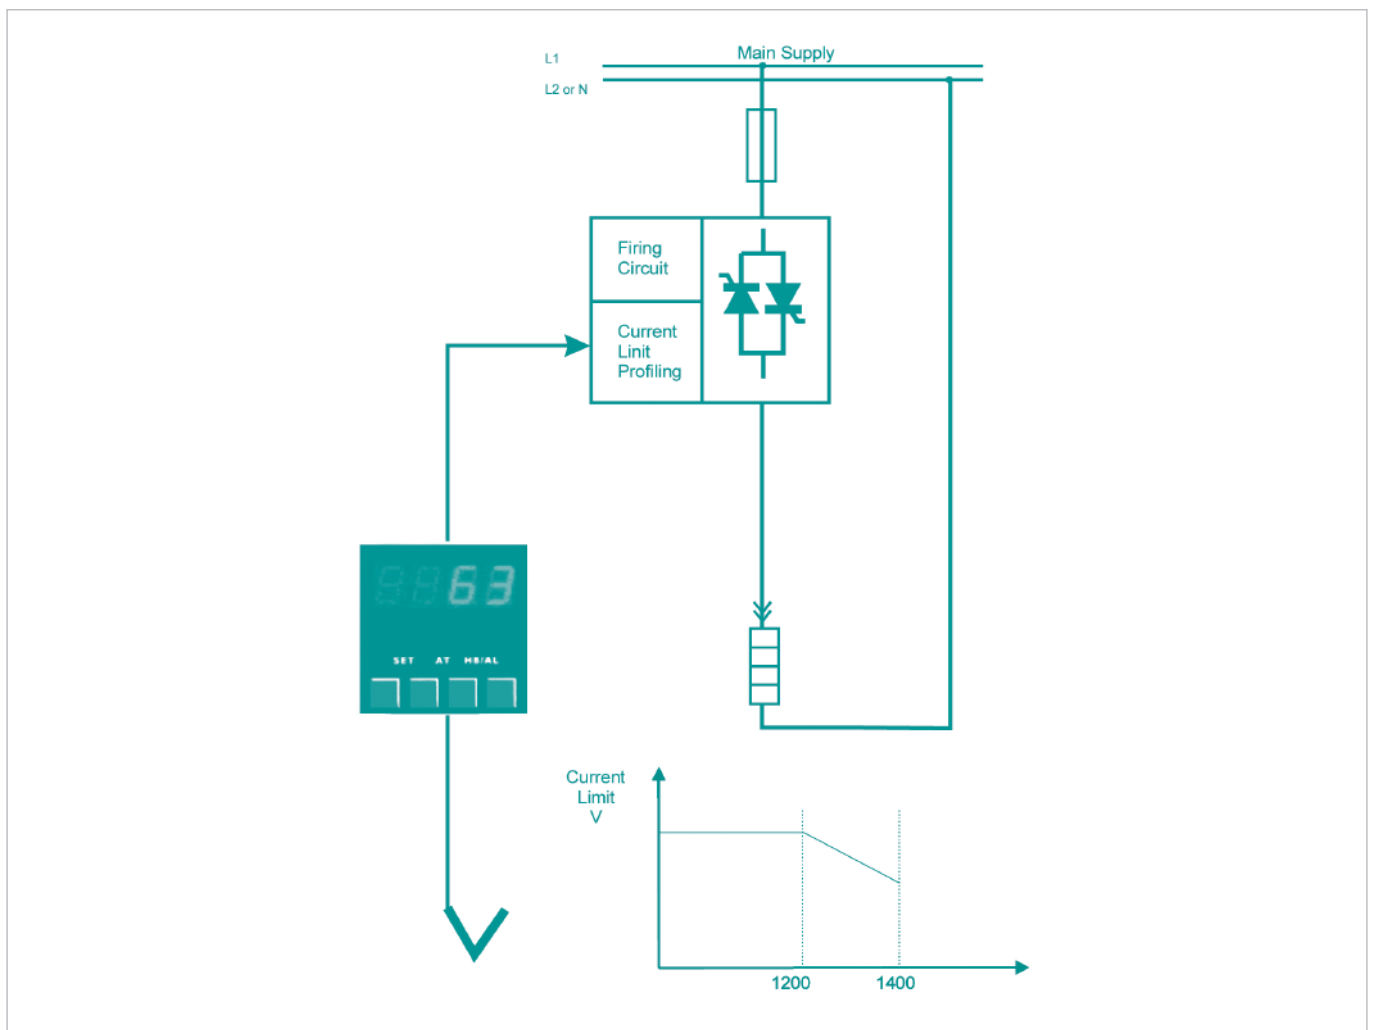 Main Supply
L1
L2 or N
Firing
Circuit
Current
Linit
Profiling
63
SET AT HB/AL
Current
Limit
V
1200 1400